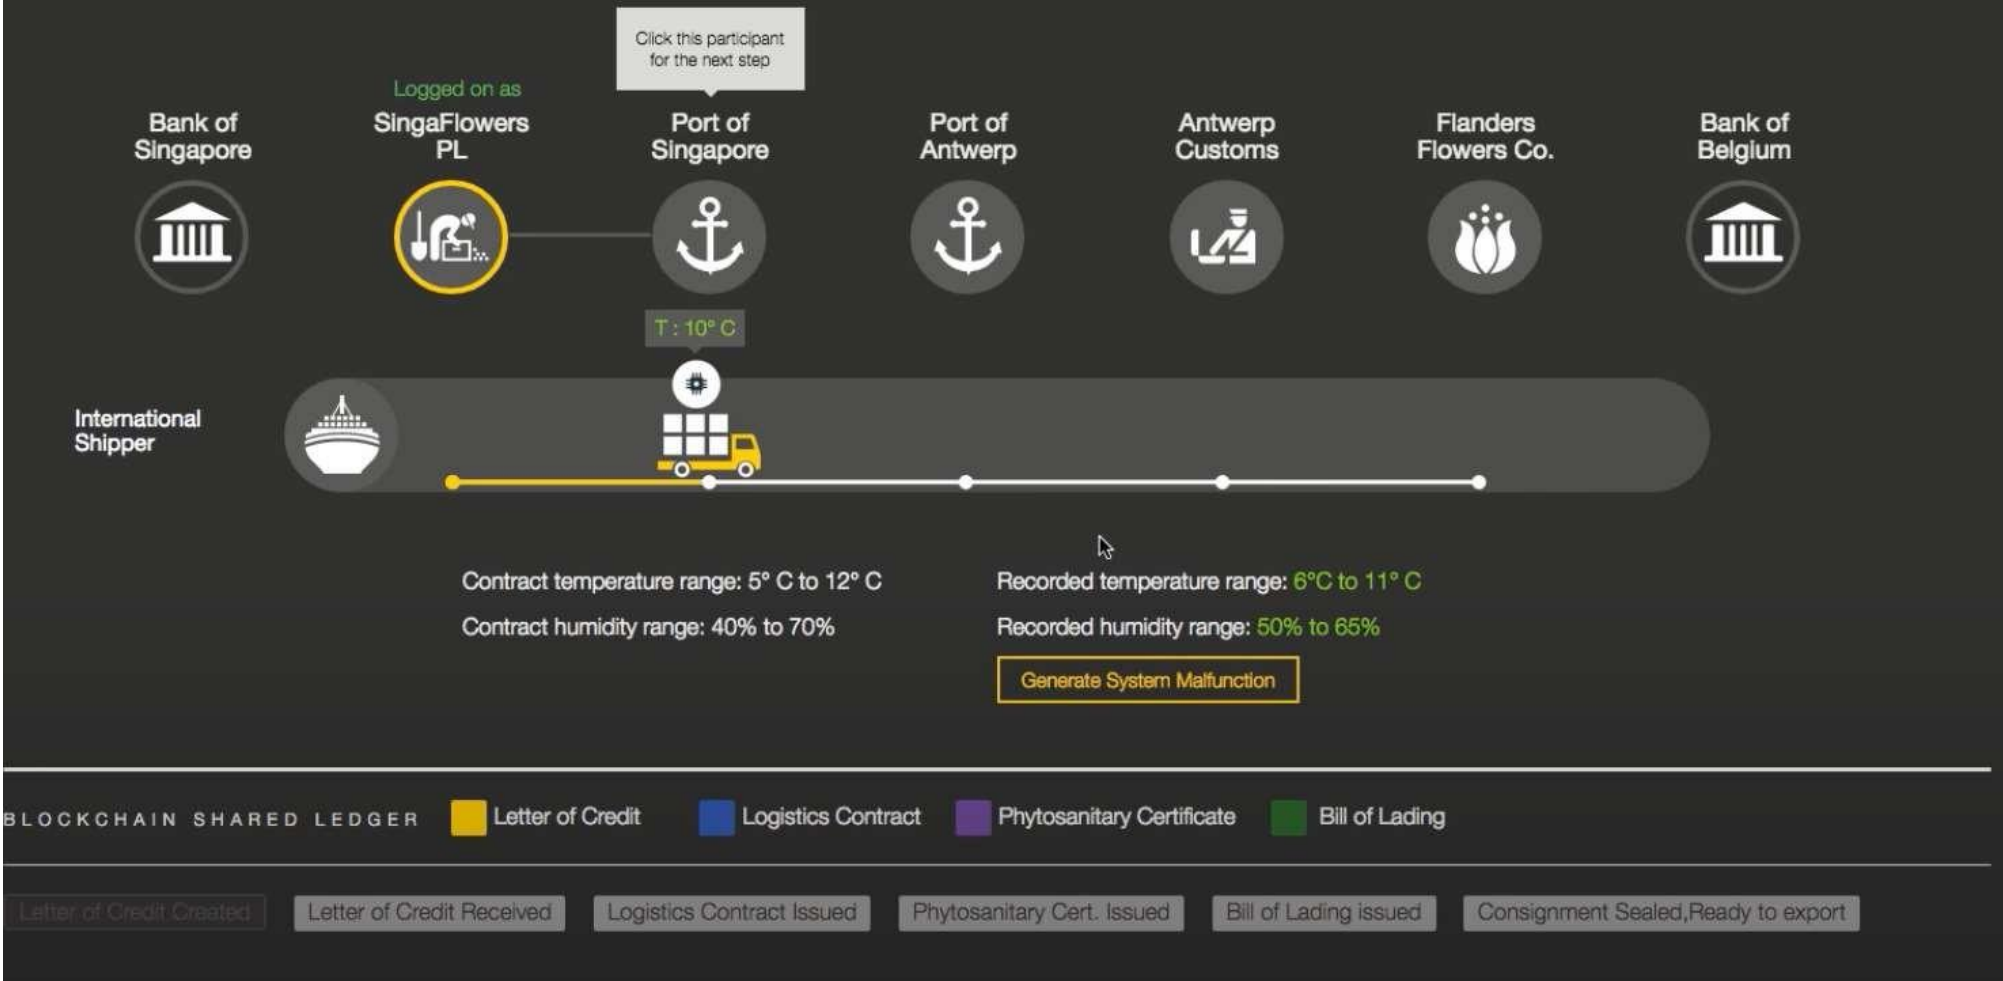 Click this participant
for the next step
Logged on as
Bank of
Singapore
SingaFlowers
PL
Port of
Singapore
Port of
Antwerp
Antwerp
Customs
Flanders
Flowers Co.
Bank of
Belgium
T : 10° C
International
Shipper
Contract temperature range: 5° C to 12° C
Contract humidity range: 40% to 70%
Recorded temperature range: 6°C to 11° C
Recorded humidity range: 50% to 65%
Generate System Malfunction
BLOCKCHAIN SHARED LEDGER
Letter of Credit
Logistics Contract
Phytosanitary Certificate
Bill of Lading
Letter of Credit Created
Letter of Credit Received
Logistics Contract Issued
Phytosanitary Cert. Issued
Bill of Lading issued
Consignment Sealed,Ready to export